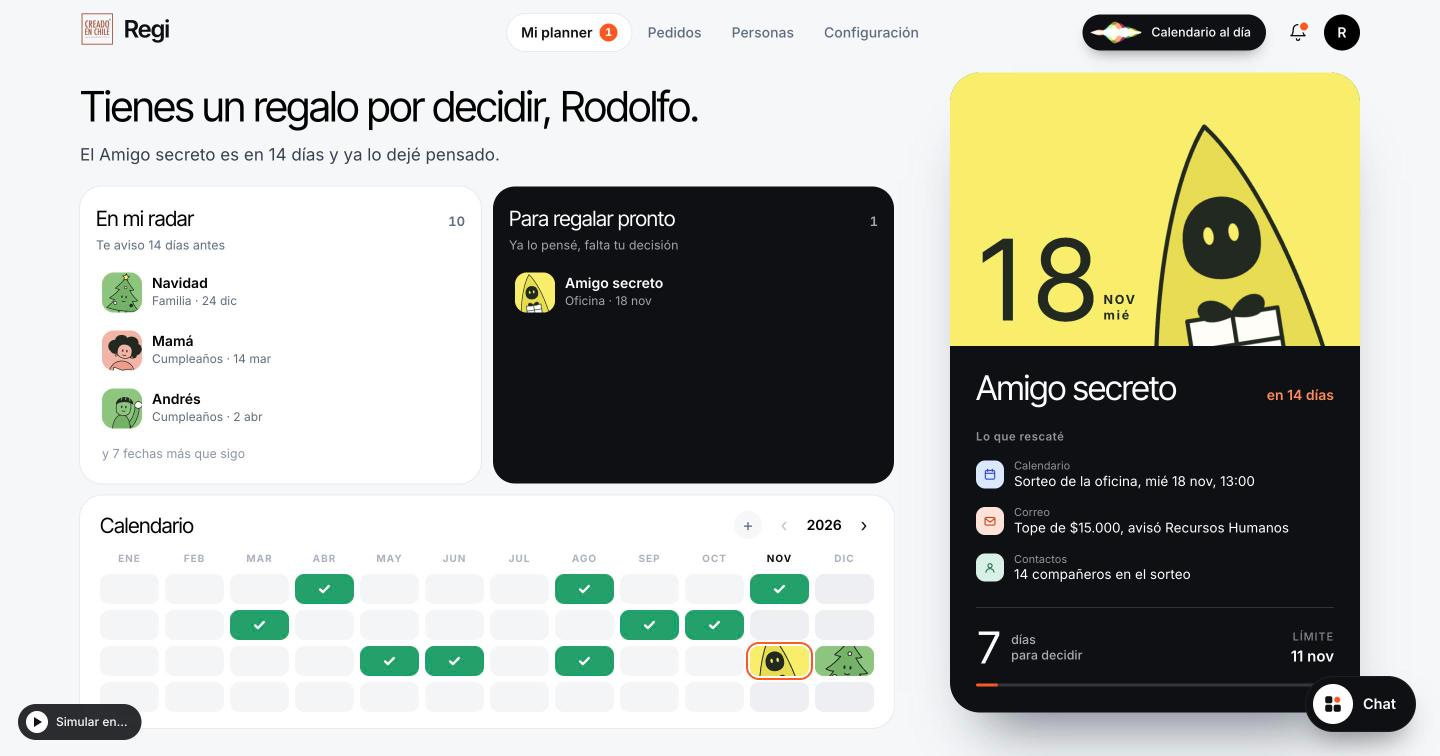 CREADO
EN CHILE
Regi
Mi planner 1
Pedidos
Personas
Configuración
Calendario al día
R
Tienes un regalo por decidir, Rodolfo.
El Amigo secreto es en 14 días y ya lo dejé pensado.
En mi radar 10
Te aviso 14 días antes
Navidad
Familia · 24 dic
Mamá
Cumpleaños · 14 mar
Andrés
Cumpleaños · 2 abr
y 7 fechas más que sigo
Para regalar pronto 1
Ya lo pensé, falta tu decisión
Amigo secreto
Oficina · 18 nov
Calendario
+ ‹ 2026 ›
ENE FEB MAR ABR MAY JUN JUL AGO SEP OCT NOV DIC
Simular en...
18 NOV
mié
Amigo secreto en 14 días
Lo que rescaté
Calendario
Sorteo de la oficina, mié 18 nov, 13:00
Correo
Tope de $15.000, avisó Recursos Humanos
Contactos
14 compañeros en el sorteo
7 días
para decidir
LÍMITE
11 nov
Chat